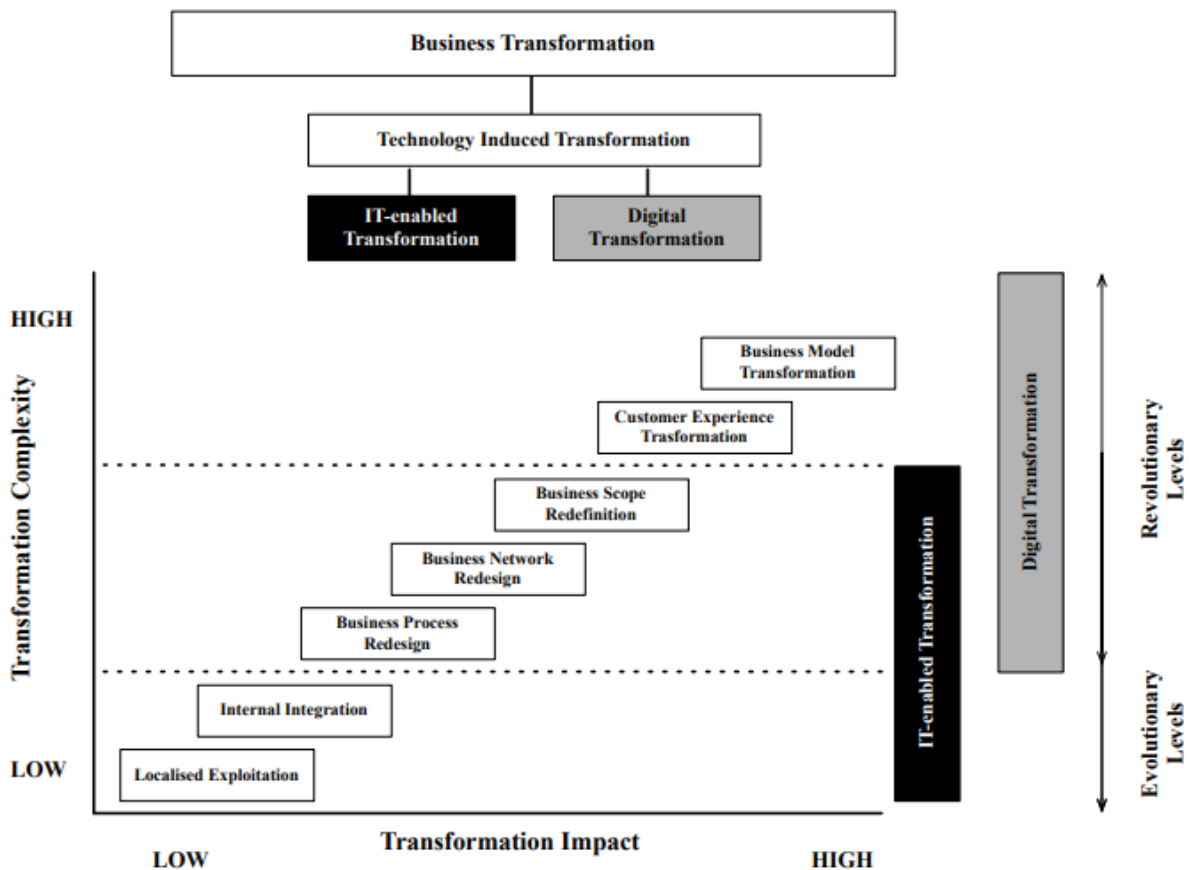 Business Transformation
Technology Induced Transformation
IT-enabled
Transformation
Digital
Transformation
HIGH
Business Model
Transformation
Customer Experience
Trasformation
Business Scope
Redefinition
Business Network
Redesign
Business Process
Redesign
Internal Integration
Localised Exploitation
LOW
Transformation Complexity
Transformation Impact
LOW
HIGH
IT-enabled Transformation
Digital Transformation
Revolutionary
Levels
Evolutionary
Levels